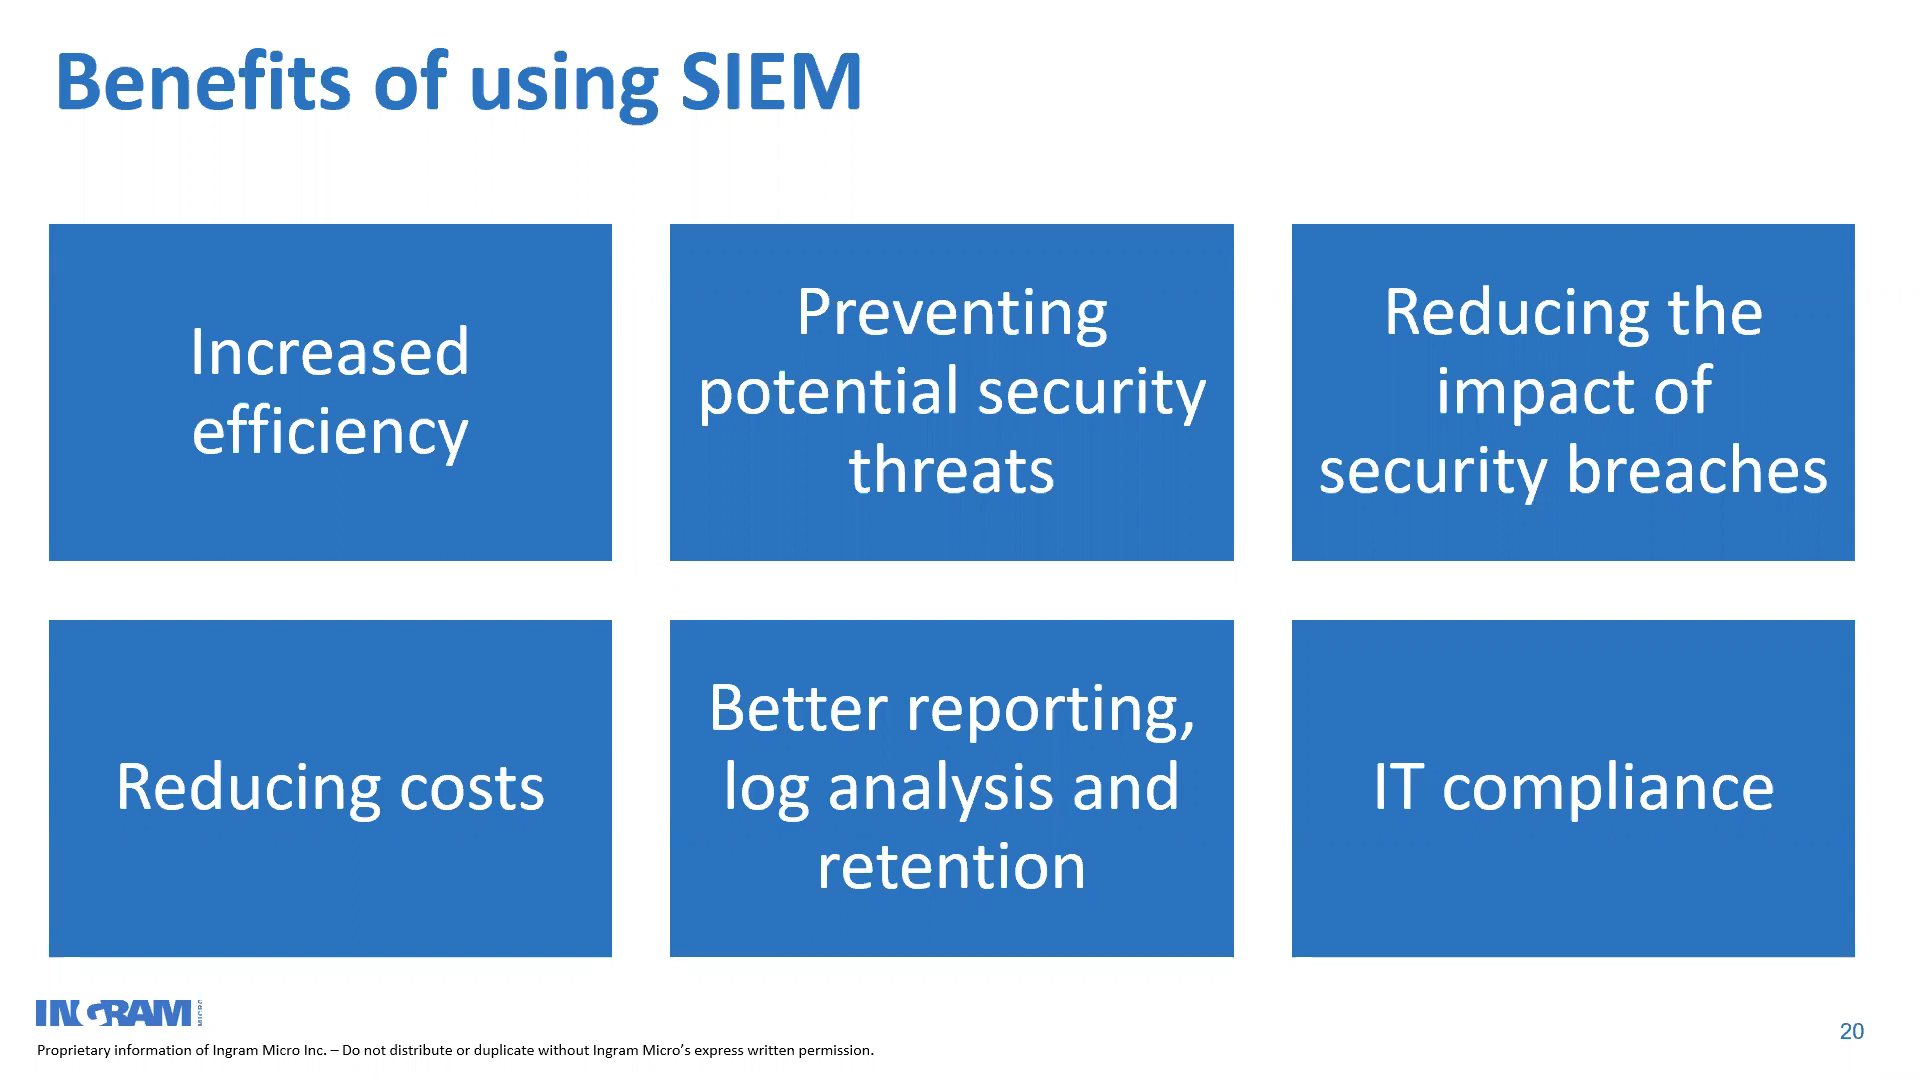 Benefits of using SIEM
Increased
efficiency
Preventing
potential security
threats
Reducing the
impact of
security breaches
Reducing costs
Better reporting,
log analysis and
retention
IT compliance
INGRAM MICRO
20
Proprietary information of Ingram Micro Inc. – Do not distribute or duplicate without Ingram Micro’s express written permission.